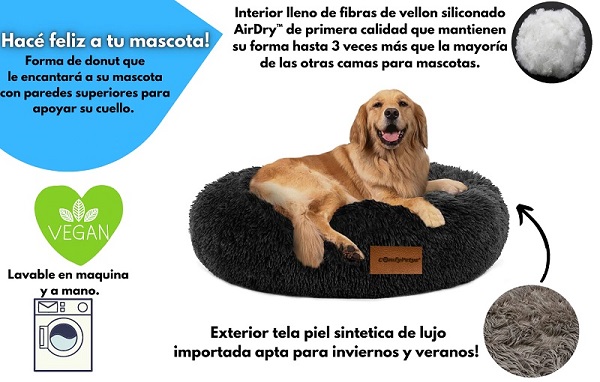 Hacé feliz a tu mascota!
Forma de donut que
le encantará a su mascota
con paredes superiores para
apoyar su cuello.
Interior lleno de fibras de vellon siliconado
AirDry™ de primera calidad que mantienen
su forma hasta 3 veces más que la mayoría
de las otras camas para mascotas.
VEGAN
Lavable en maquina
y a mano.
Exterior tela piel sintetica de lujo
importada apta para inviernos y veranos!